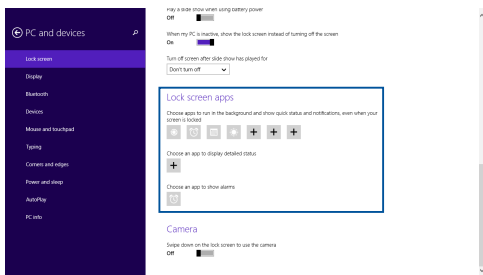 PC and devices
Lock screen
Display
Bluetooth
Devices
Mouse and touchpad
Typing
Corners and edges
Power and sleep
AutoPlay
PC info
Play a slide show when using battery power
Off
When my PC is inactive, show the lock screen instead of turning off the screen
On
Turn off screen after slide show has played for
Don't turn off
Lock screen apps
Choose apps to run in the background and show quick status and notifications, even when your
screen is locked
Choose an app to display detailed status
Choose an app to show alarms
Camera
Swipe down on the lock screen to use the camera
Off